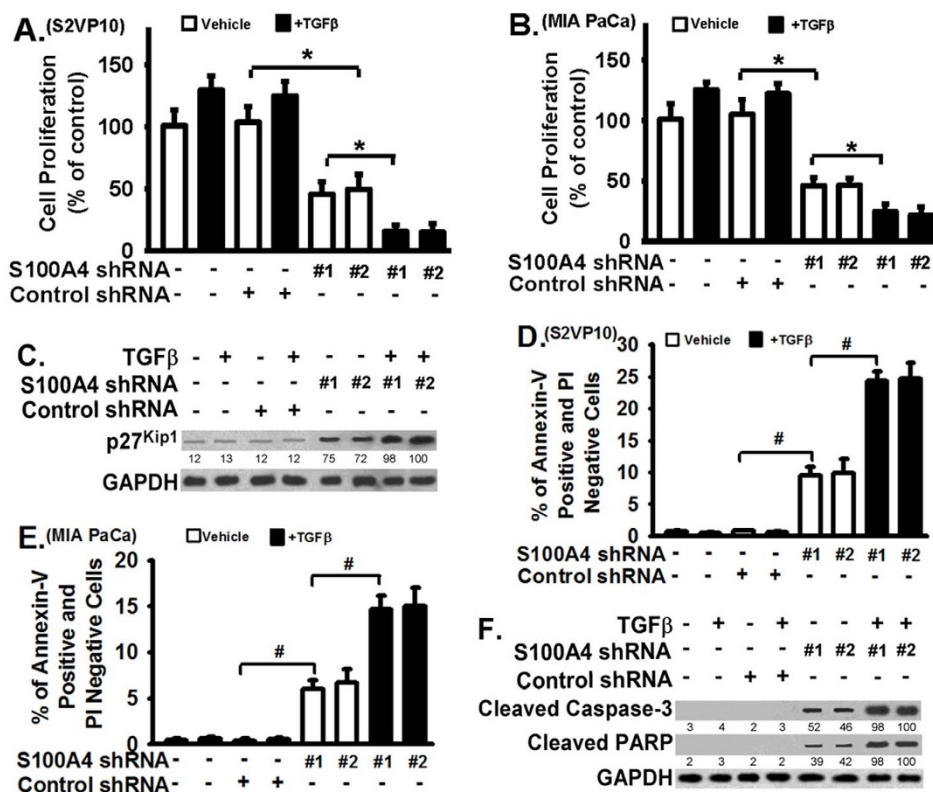 A. (S2VP10) Vehicle +TGFβ
Cell Proliferation
(% of control)
150
100
50
0
* *
S100A4 shRNA - - - - #1 #2 #1 #2
Control shRNA - - + + - - - -
B. (MIA PaCa) Vehicle +TGFβ
Cell Proliferation
(% of control)
150
100
50
0
* *
S100A4 shRNA - - - - #1 #2 #1 #2
Control shRNA - - + + - - - -
C.
TGFβ - + - + - - + +
S100A4 shRNA - - - - #1 #2 #1 #2
Control shRNA - - + + - - - -
p27Kip1
12 13 12 12 75 72 98 100
GAPDH
D. (S2VP10) Vehicle +TGFβ
% of Annexin-V
Positive and PI
Negative Cells
25
20
15
10
5
0
# #
S100A4 shRNA - - - - #1 #2 #1 #2
Control shRNA - - + + - - - -
E. (MIA PaCa) Vehicle +TGFβ
% of Annexin-V
Positive and
PI Negative Cells
20
15
10
5
0
# #
S100A4 shRNA - - - - #1 #2 #1 #2
Control shRNA - - + + - - - -
F.
TGFβ - + - + - - + +
S100A4 shRNA - - - - #1 #2 #1 #2
Control shRNA - - + + - - - -
Cleaved Caspase-3
3 4 2 3 52 46 98 100
Cleaved PARP
2 3 2 2 39 42 98 100
GAPDH